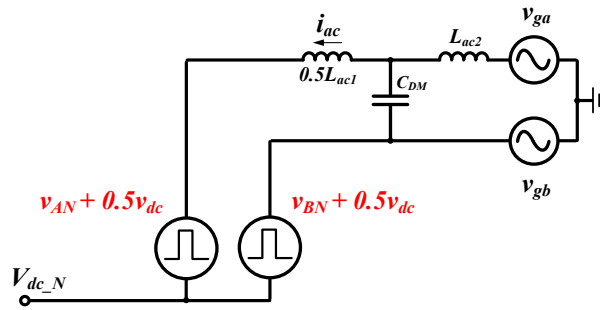 v_ga
i_ac
L_ac2
0.5L_ac1
C_DM
v_AN + 0.5v_dc
v_BN + 0.5v_dc
v_gb
V_dc_N